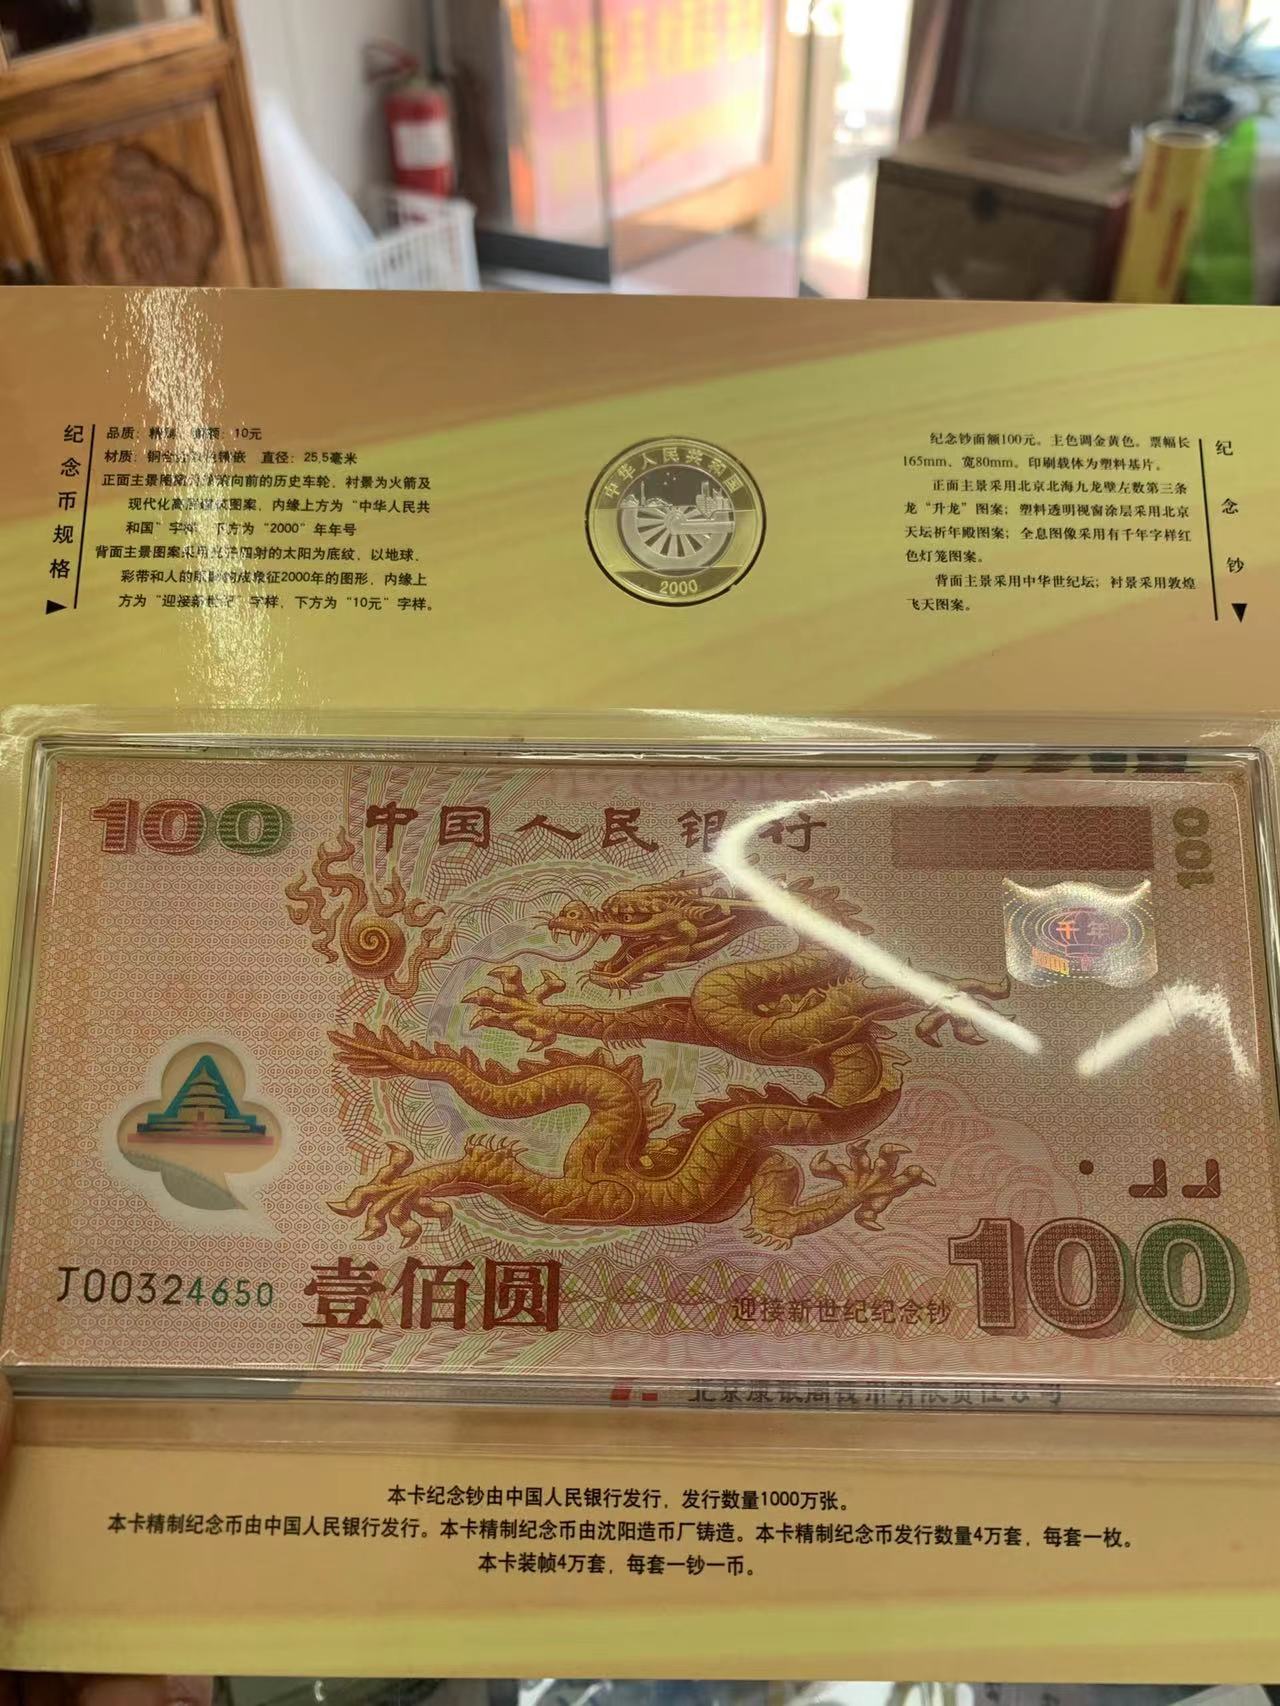 纪念币规格
品质：精制 面额：10元
材质：铜合金双色镶嵌 直径：25.5毫米
向前的历史车轮、衬景为火箭及
现代化高层建筑图案，内缘上方为“中华人民共
和国”字样，下方为“2000”年年号
背面主景图案采用光芒四射的太阳为底纹，以地球、
彩带和人的 构成象征2000年的图形，内缘上
方为“迎接新世纪”字样，下方为“10元”字样。
中华人民共和国
2000
纪念钞面额100元。主色调金黄色。票幅长
165mm、宽80mm。印刷载体为塑料基片。
正面主景采用北京北海九龙壁左数第三条
龙“升龙”图案；塑料透明视窗涂层采用北京
天坛祈年殿图案；全息图像采用有千年字样红
色灯笼图案。
背面主景采用中华世纪坛；衬景采用敦煌
飞天图案。
纪念钞
100
中国人民银行
100
千年
J00324650
壹佰圆
迎接新世纪纪念钞
100
本卡纪念钞由中国人民银行发行，发行数量1000万张。
本卡精制纪念币由中国人民银行发行。本卡精制纪念币由沈阳造币厂铸造。本卡精制纪念币发行数量4万套，每套一枚。
本卡装帧4万套，每套一钞一币。